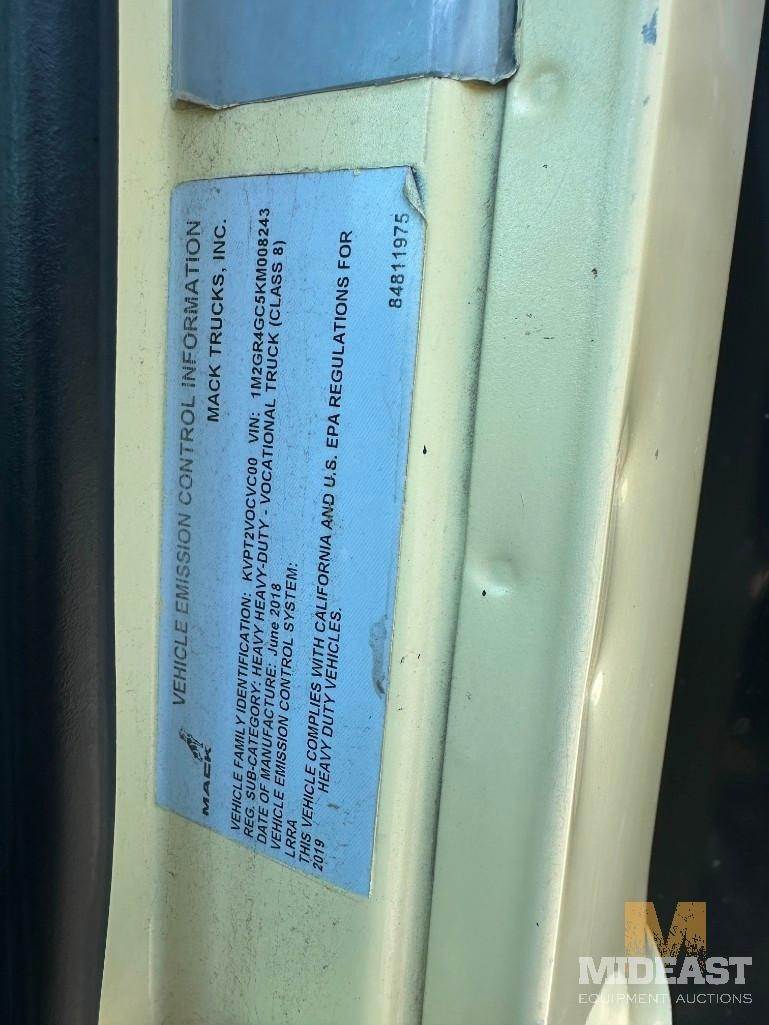 VEHICLE EMISSION CONTROL INFORMATION
MACK TRUCKS, INC.
MACK
VEHICLE FAMILY IDENTIFICATION: KVPT2VOCVC00 VIN: 1M2GR4GC5KM008243
REG. SUB-CATEGORY: HEAVY HEAVY-DUTY - VOCATIONAL TRUCK (CLASS 8)
DATE OF MANUFACTURE: June 2018
VEHICLE EMISSION CONTROL SYSTEM:
LRRA
THIS VEHICLE COMPLIES WITH CALIFORNIA AND U.S. EPA REGULATIONS FOR
2019 HEAVY DUTY VEHICLES.
84811975
M
MIDEAST
EQUIPMENT AUCTIONS